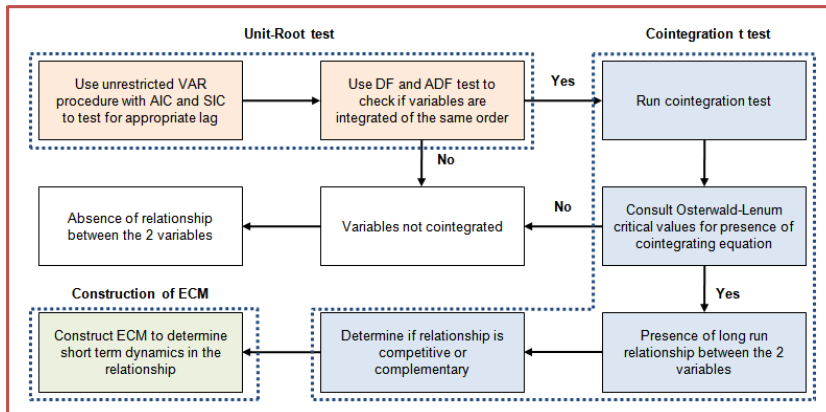 Unit-Root test
Cointegration t test
Use unrestricted VAR
procedure with AIC and SIC
to test for appropriate lag
Use DF and ADF test to
check if variables are
integrated of the same order
Yes
Run cointegration test
No
Absence of relationship
between the 2 variables
Variables not cointegrated
No
Consult Osterwald-Lenum
critical values for presence of
cointegrating equation
Construction of ECM
Yes
Construct ECM to determine
short term dynamics in the
relationship
Determine if relationship is
competitive or
complementary
Presence of long run
relationship between the 2
variables